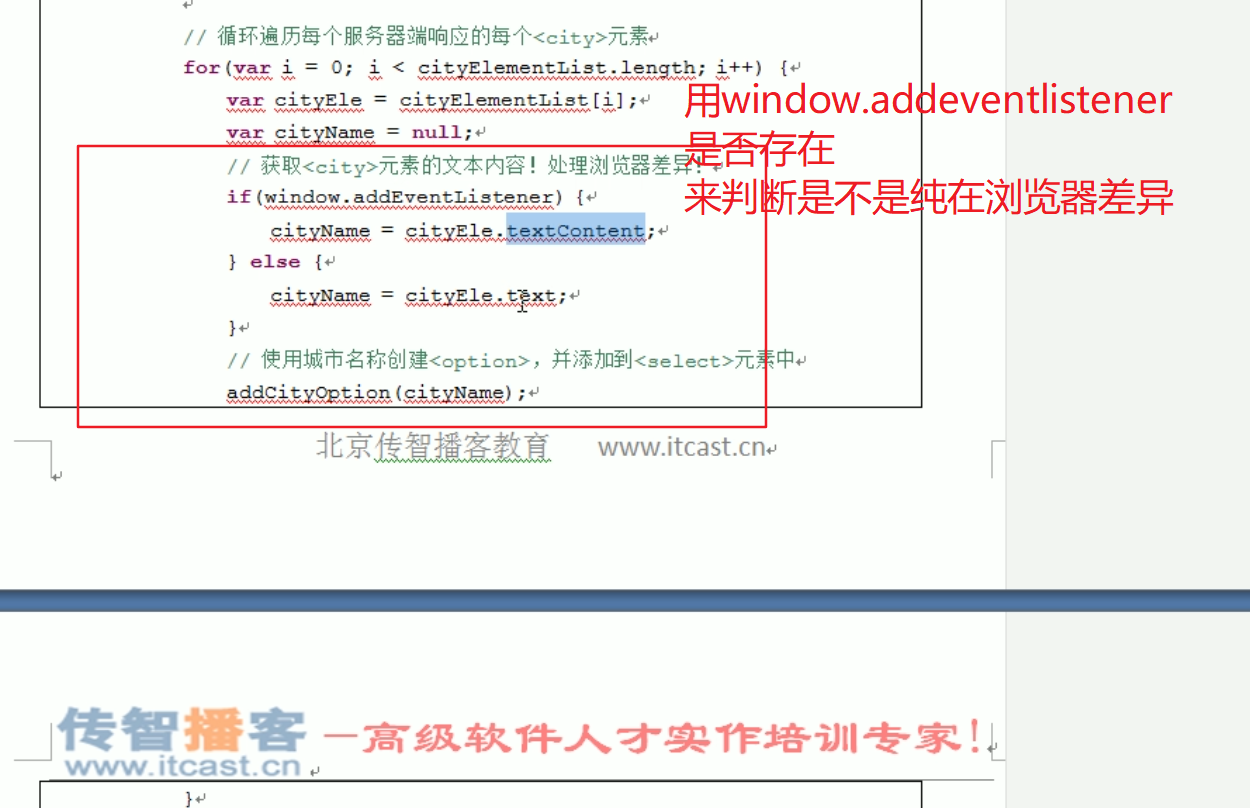 // 循环遍历每个服务器端响应的每个<city>元素
for(var i = 0; i < cityElementList.length; i++) {
var cityEle = cityElementList[i];
var cityName = null;
用window.addeventlistener
是否存在
来判断是不是纯在浏览器差异
// 获取<city>元素的文本内容！处理浏览器差异！
if(window.addEventListener) {
cityName = cityEle.textContent;
} else {
cityName = cityEle.text;
}
// 使用城市名称创建<option>，并添加到<select>元素中
addCityOption(cityName);
北京传智播客教育 www.itcast.cn
传智播客 —高级软件人才实作培训专家!
www.itcast.cn
}